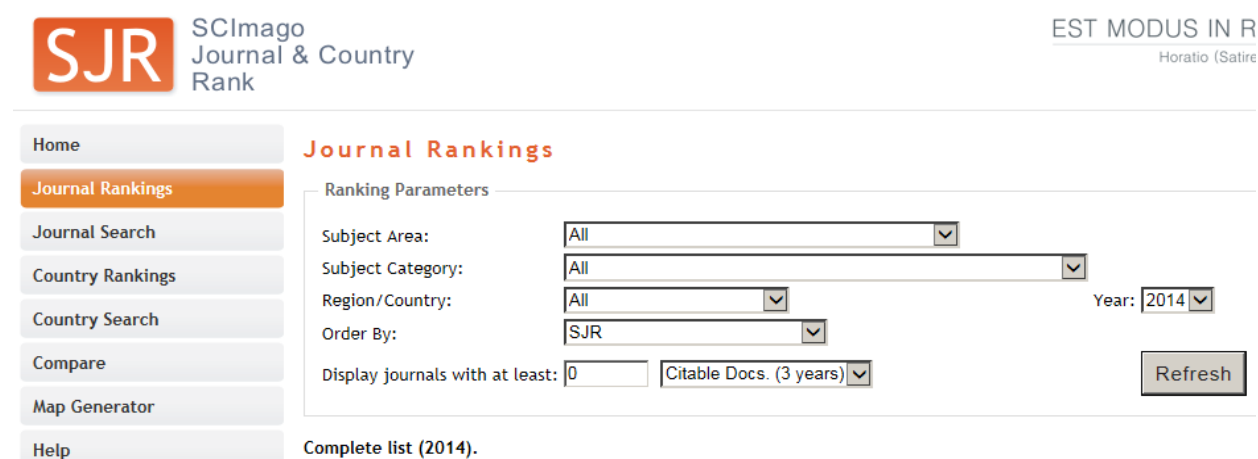 SJR
SCImago
Journal & Country
Rank
EST MODUS IN R
Horatio (Satire
Home
Journal Rankings
Journal Search
Country Rankings
Country Search
Compare
Map Generator
Help
Journal Rankings
Ranking Parameters
Subject Area: All
Subject Category: All
Region/Country: All Year: 2014
Order By: SJR
Display journals with at least: 0 Citable Docs. (3 years)
Refresh
Complete list (2014).